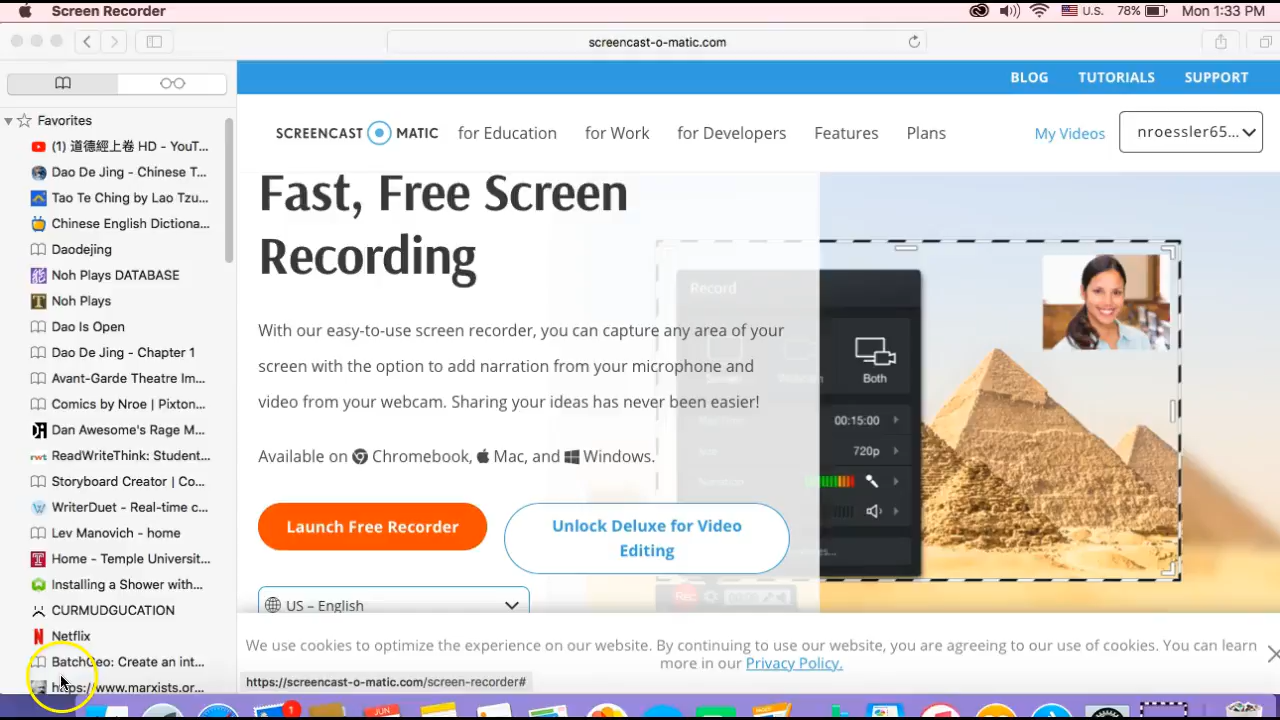 Screen Recorder
U.S. 78% Mon 1:33 PM
screencast-o-matic.com
BLOG TUTORIALS SUPPORT
SCREENCAST MATIC for Education for Work for Developers Features Plans My Videos nroessler65...
Favorites
(1) 道德經上卷 HD - YouT...
Dao De Jing - Chinese T...
Tao Te Ching by Lao Tzu...
Chinese English Dictiona...
Daodejing
Noh Plays DATABASE
Noh Plays
Dao Is Open
Dao De Jing - Chapter 1
Avant-Garde Theatre Im...
Comics by Nroe | Pixton...
Dan Awesome's Rage M...
ReadWriteThink: Student...
Storyboard Creator | Co...
WriterDuet - Real-time c...
Lev Manovich - home
Home - Temple Universit...
Installing a Shower with...
CURMUDGUCATION
Netflix
BatchGeo: Create an int...
https://www.marxists.or...
Fast, Free Screen
Recording
With our easy-to-use screen recorder, you can capture any area of your
screen with the option to add narration from your microphone and
video from your webcam. Sharing your ideas has never been easier!
Available on Chromebook, Mac, and Windows.
Launch Free Recorder
Unlock Deluxe for Video
Editing
US – English
Record
Both
00:15:00
720p
Narration
Rec
We use cookies to optimize the experience on our website. By continuing to use our website, you are agreeing to our use of cookies. You can learn
more in our Privacy Policy.
https://screencast-o-matic.com/screen-recorder#
1
JUN